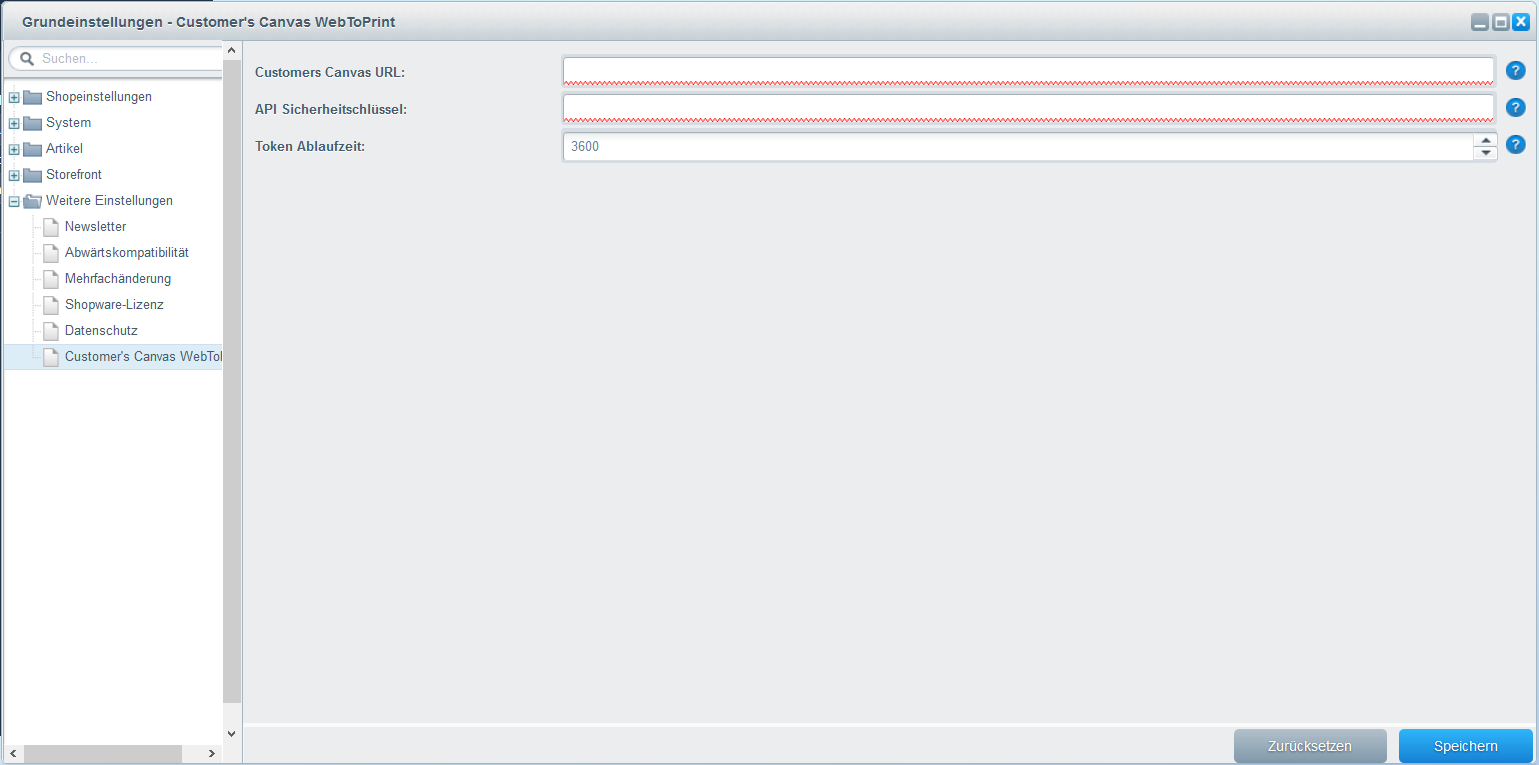 Grundeinstellungen - Customer's Canvas WebToPrint
Suchen...
Shopeinstellungen
System
Artikel
Storefront
Weitere Einstellungen
Newsletter
Abwärtskompatibilität
Mehrfachänderung
Shopware-Lizenz
Datenschutz
Customer's Canvas WebTo
Customers Canvas URL:
API Sicherheitschlüssel:
Token Ablaufzeit:
3600
Zurücksetzen
Speichern